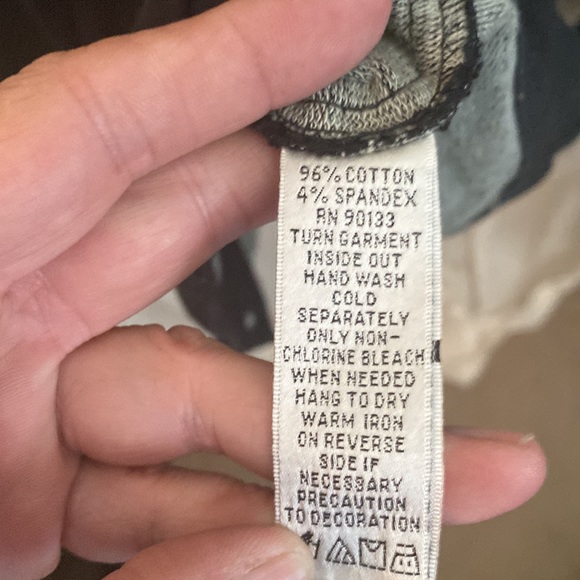 96% COTTON
4% SPANDEX
RN 90133
TURN GARMENT
INSIDE OUT
HAND WASH
COLD
SEPARATELY
ONLY NON-
CHLORINE BLEACH
WHEN NEEDED
HANG TO DRY
WARM IRON
ON REVERSE
SIDE IF
NECESSARY
PRECAUTION
TO DECORATION